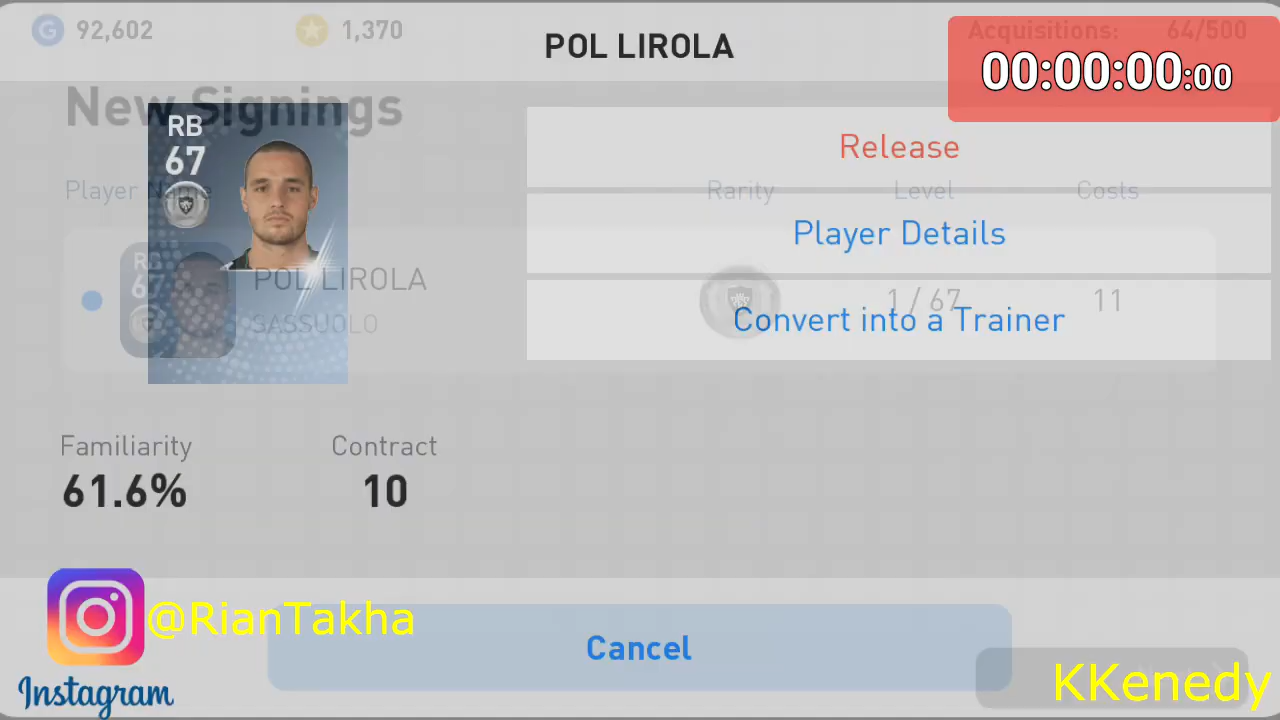 92,602
1,370
POL LIROLA
Acquisitions: 64/500
00:00:00:00
New Signings
RB
67
Release
Player Name
Rarity
Level
Costs
Player Details
RB
67
POL LIROLA
SASSUOLO
1 / 67
11
Convert into a Trainer
Familiarity
Contract
61.6%
10
@RianTakha
Instagram
Cancel
KKenedy